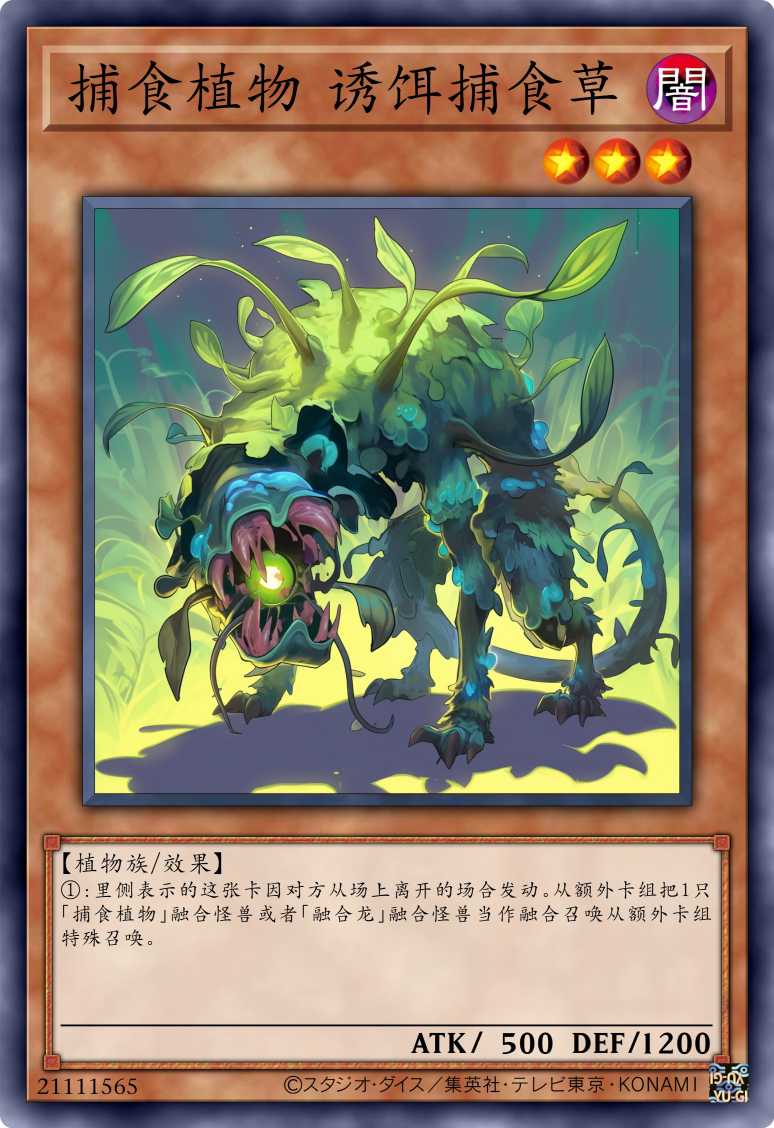 捕食植物 诱饵捕食草
闇
【植物族/效果】
①:里侧表示的这张卡因对方从场上离开的场合发动。从额外卡组把1只
「捕食植物」融合怪兽或者「融合龙」融合怪兽当作融合召唤从额外卡组
特殊召唤。
ATK/ 500 DEF/1200
21111565 ©スタジオ・ダイス/集英社・テレビ東京・KONAMI